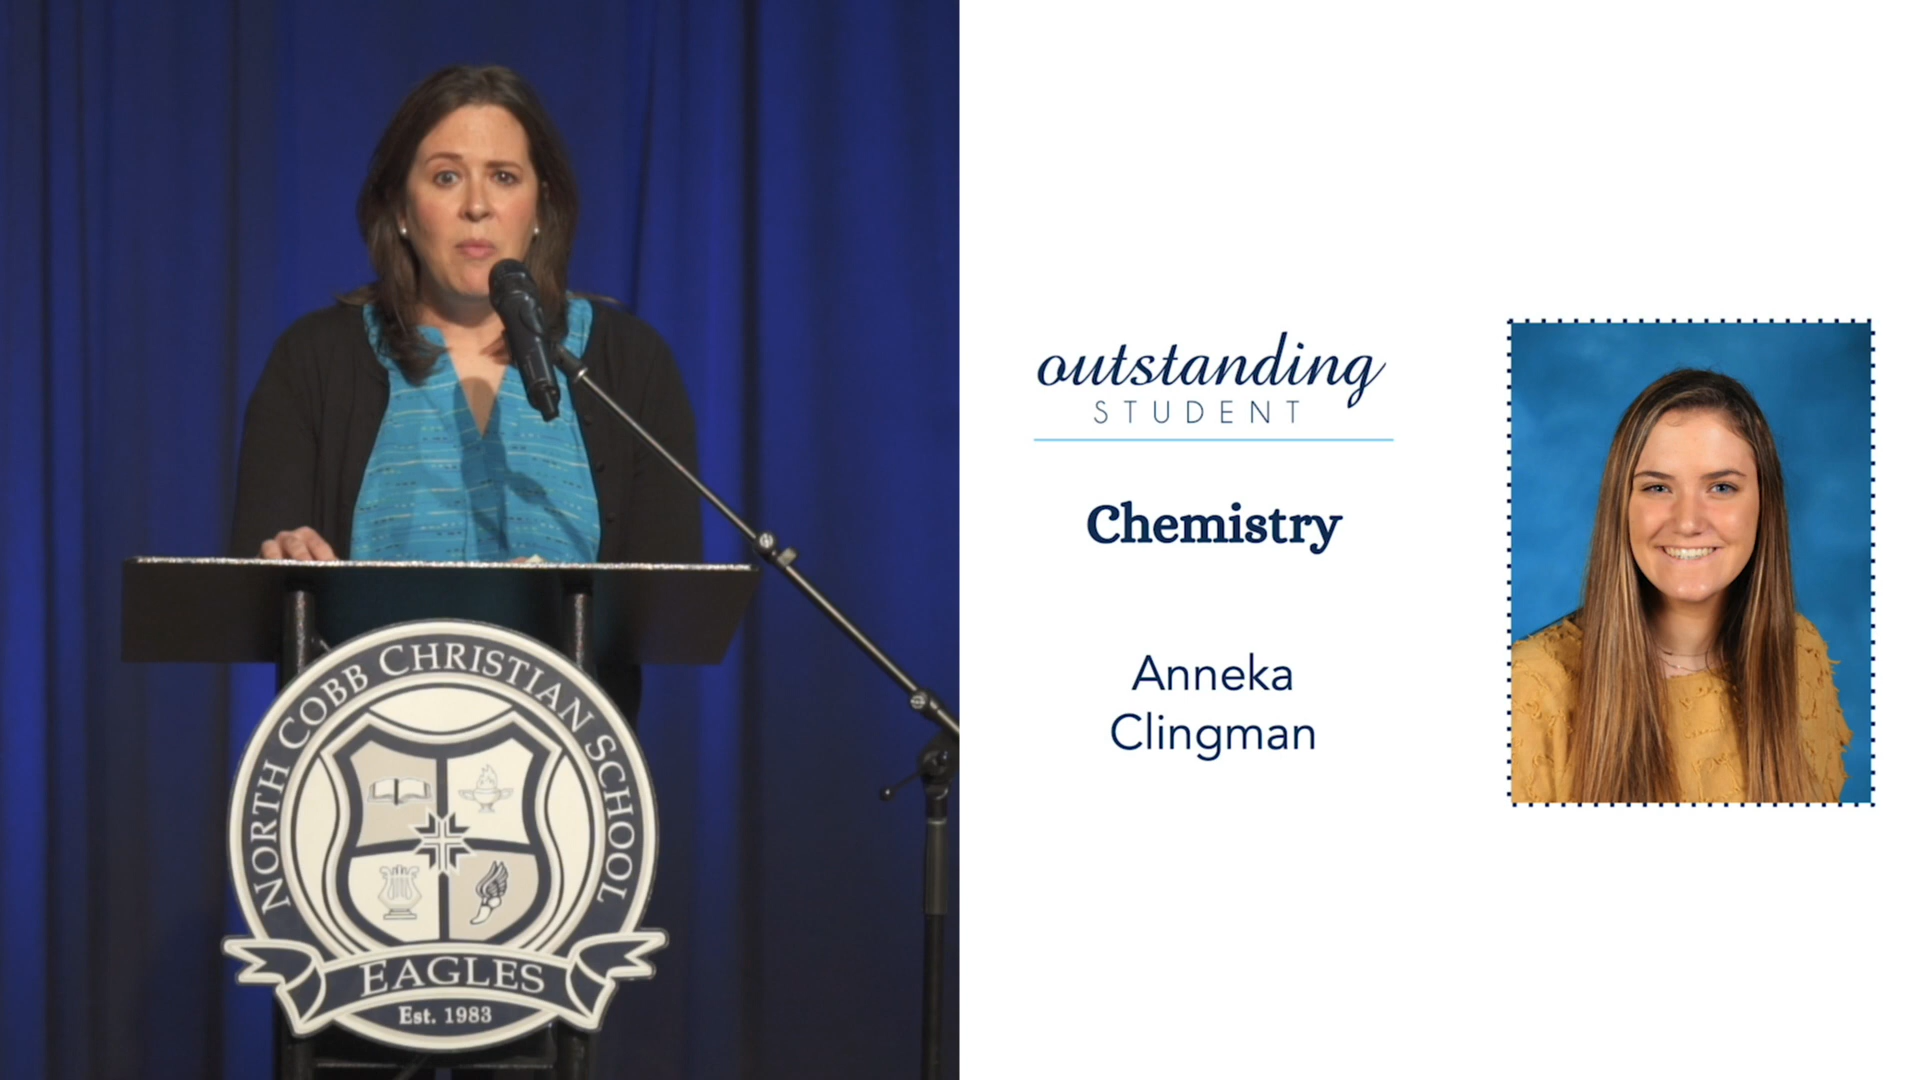 NORTH COBB CHRISTIAN SCHOOL
EAGLES
Est. 1983
outstanding
STUDENT
Chemistry
Anneka
Clingman